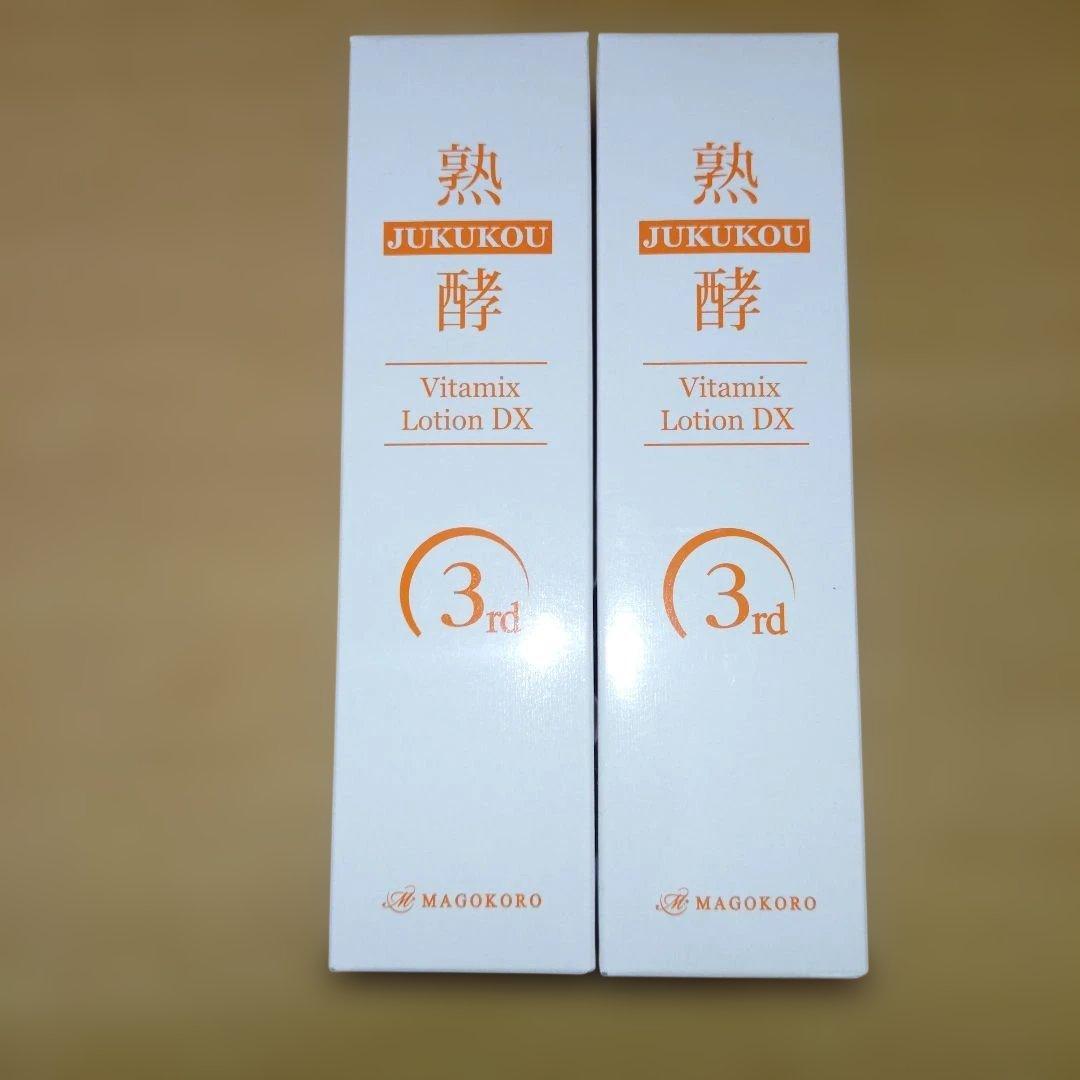 熟
JUKUKOU
酵
Vitamix
Lotion DX
3rd
MAGOKORO
熟
JUKUKOU
酵
Vitamix
Lotion DX
3rd
MAGOKORO